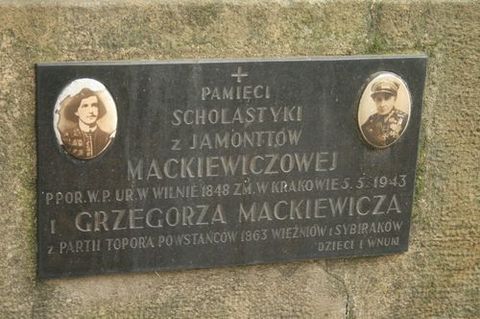 PAMIĘCI
SCHOLASTYKI
z JAMONTTÓW
MACKIEWICZOWEJ
PPOR. W.P. UR. W WILNIE 1848 ZM. W KRAKOWIE 5. 5. 1943
I GRZEGORZA MACKIEWICZA
z PARTII TOPORA POWSTAŃCÓW 1863 WIĘŹNIÓW I SYBIRAKÓW
DZIECI I WNUKI